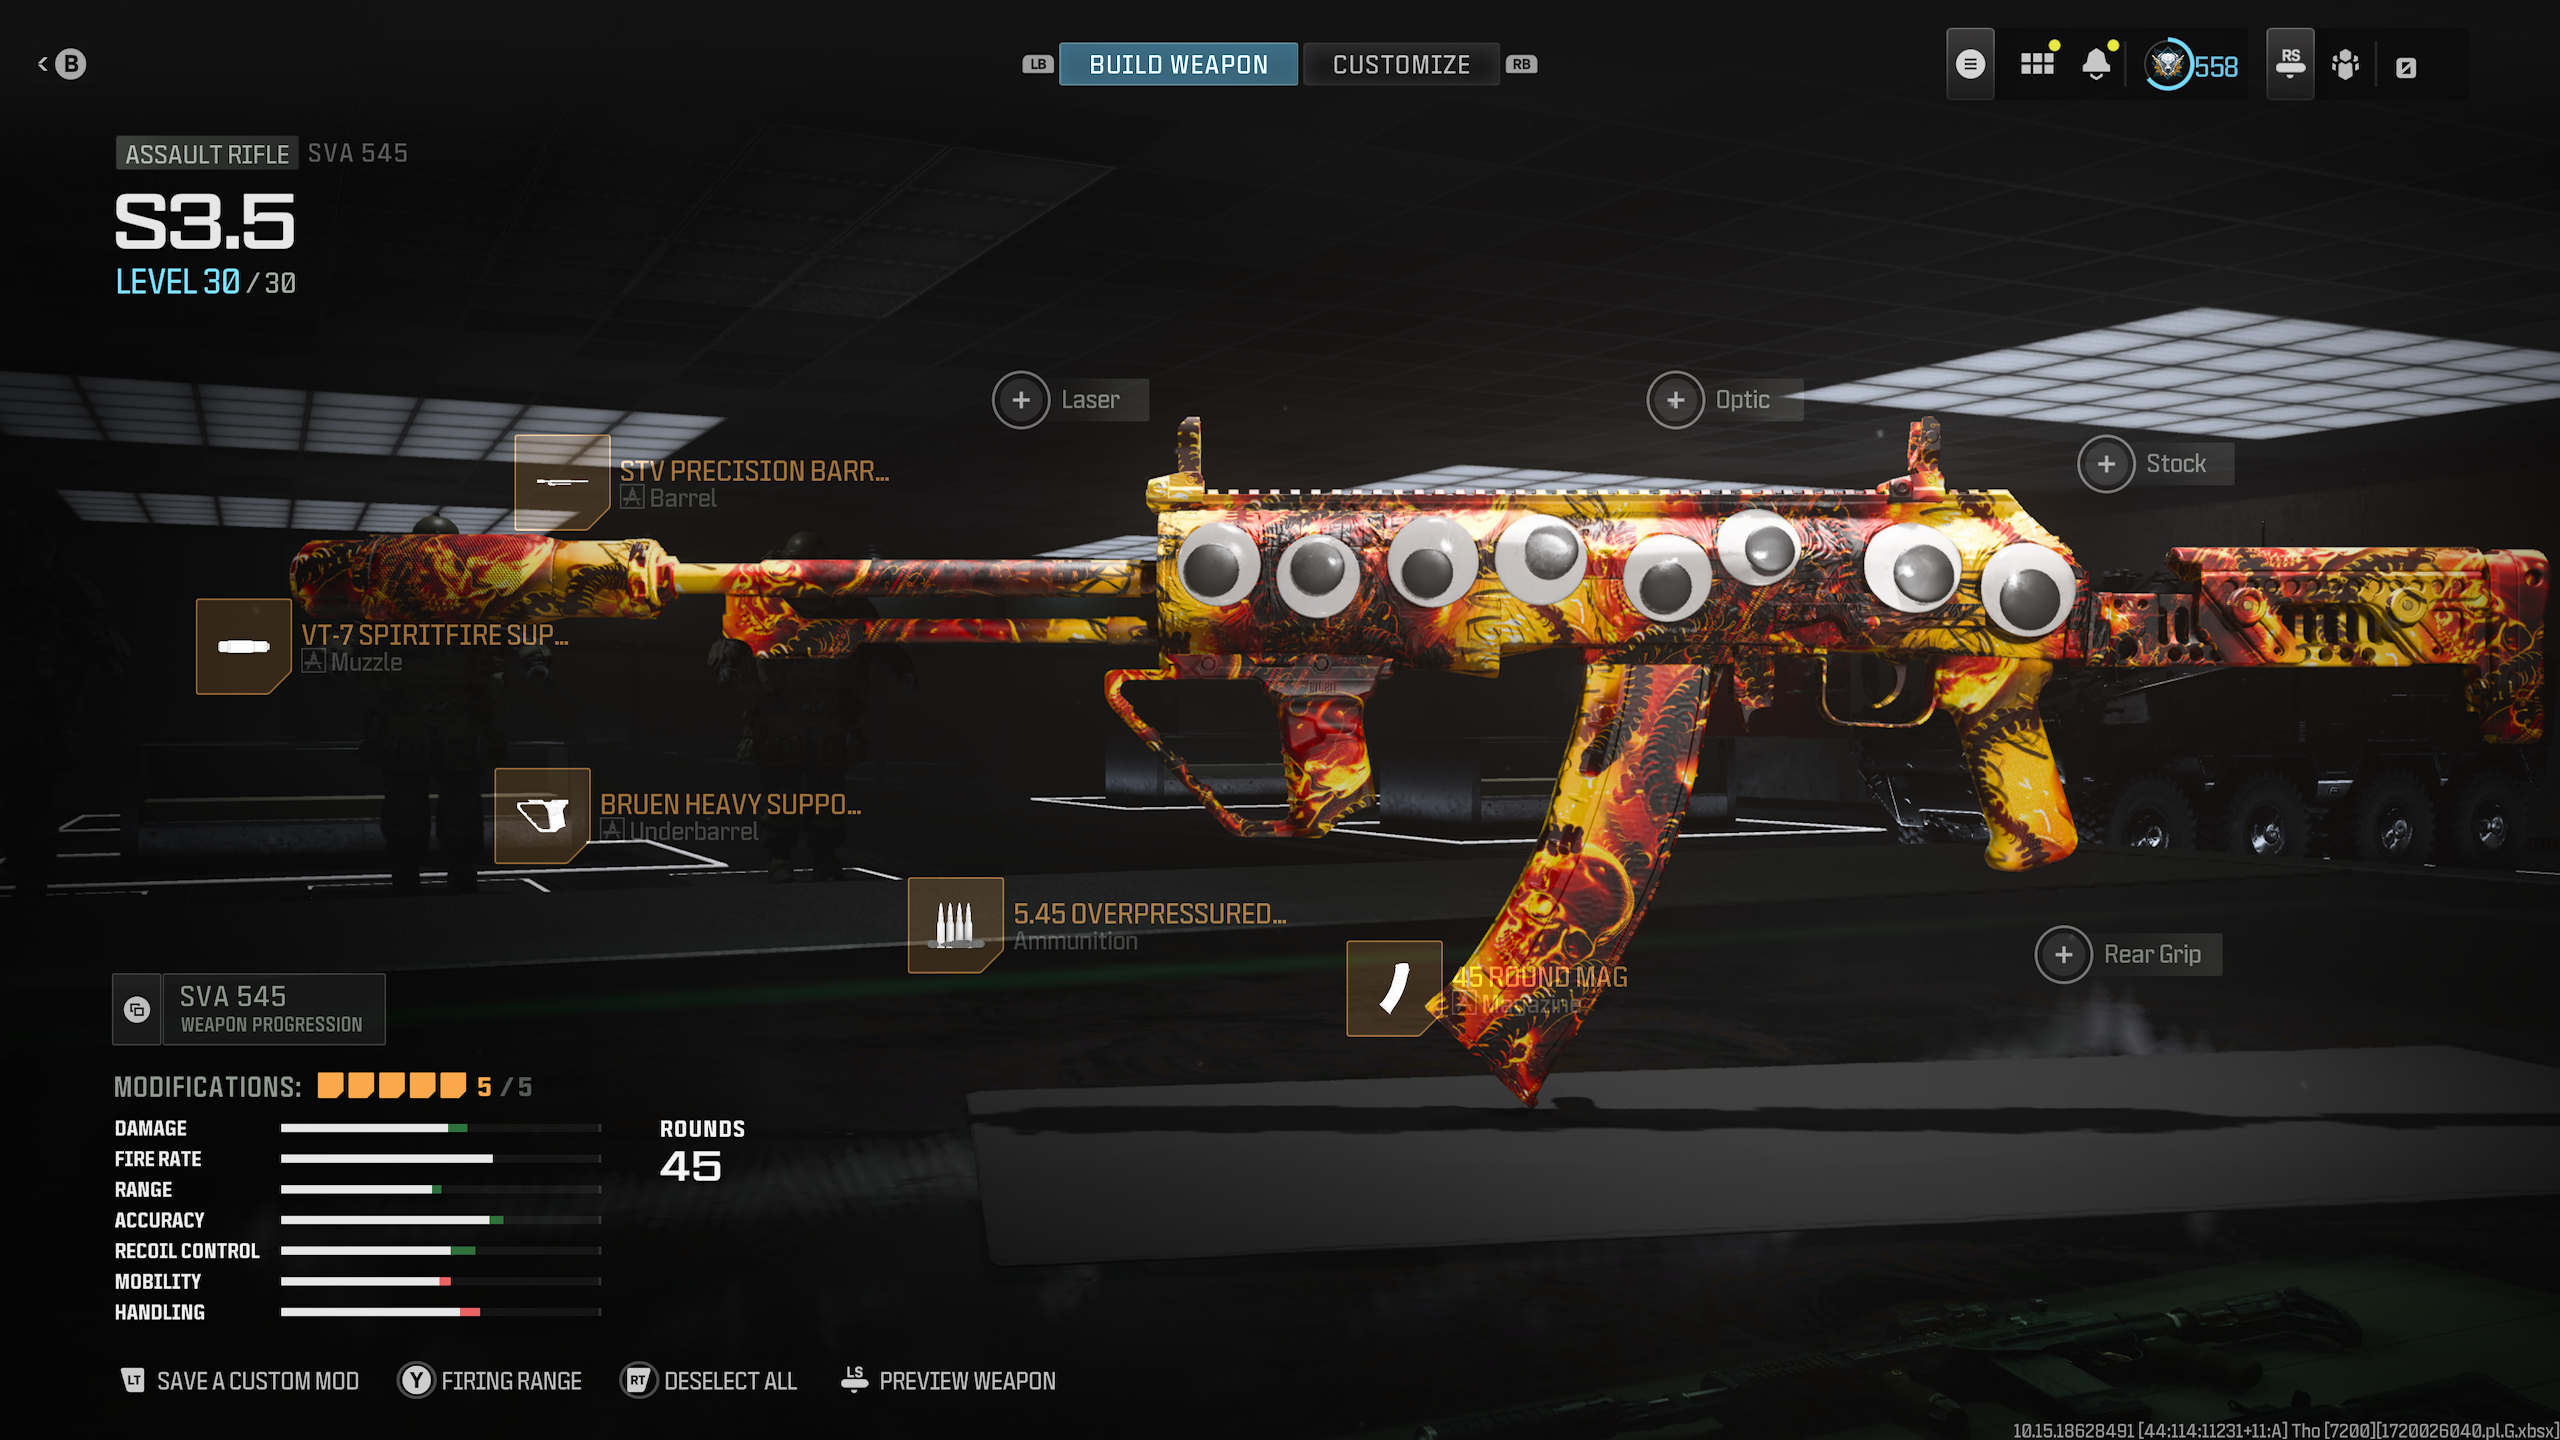 B
LB BUILD WEAPON CUSTOMIZE RB
558 RS 0
ASSAULT RIFLE SVA 545
S3.5
LEVEL 30 / 30
Laser
Optic
Stock
STV PRECISION BARR...
Barrel
VT-7 SPIRITFIRE SUP...
Muzzle
BRUEN HEAVY SUPPO...
Underbarrel
5.45 OVERPRESSURED...
Ammunition
45 ROUND MAG
Magazine
Rear Grip
SVA 545
WEAPON PROGRESSION
MODIFICATIONS: 5 / 5
DAMAGE
FIRE RATE
RANGE
ACCURACY
RECOIL CONTROL
MOBILITY
HANDLING
ROUNDS
45
LT SAVE A CUSTOM MOD Y FIRING RANGE RT DESELECT ALL LS PREVIEW WEAPON
10.15.18628491 [44:114:11231+11:A] Tho [7200][1720026040.pl.G.xbsx]